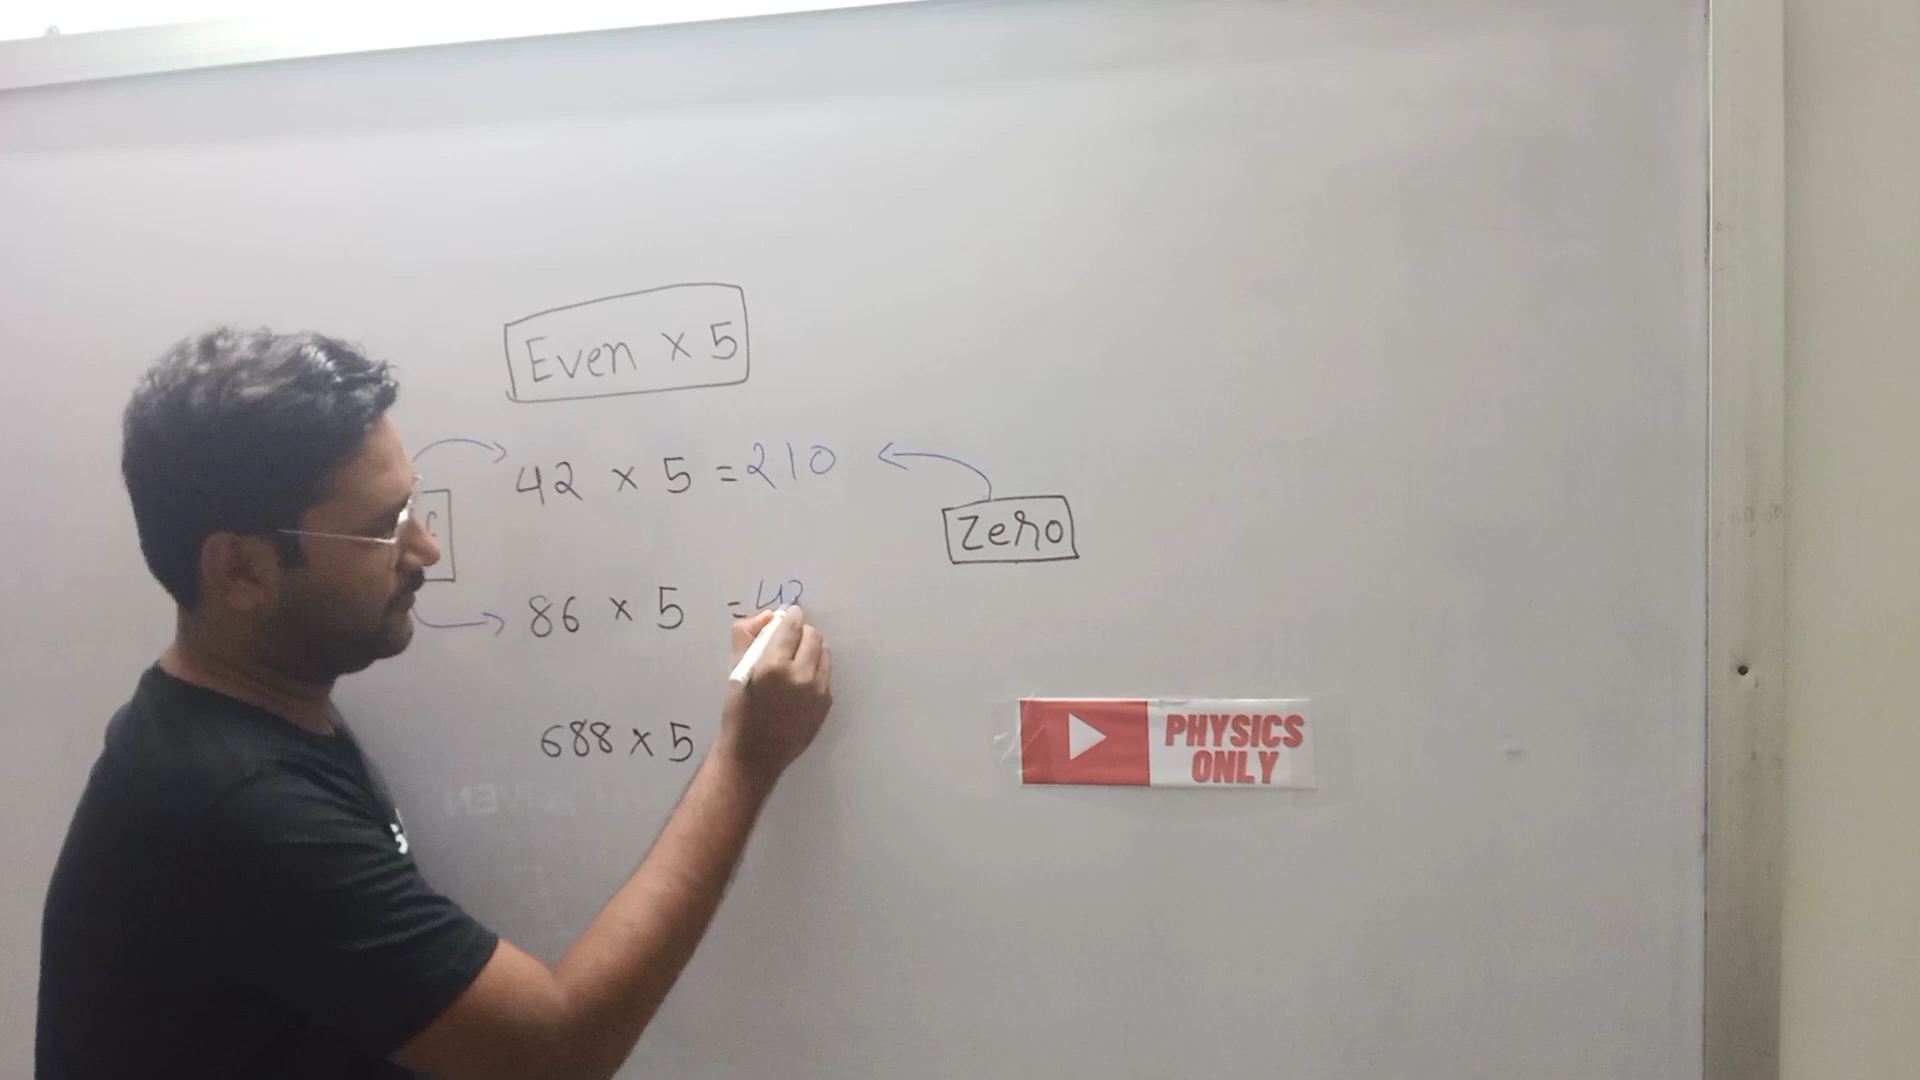 Even × 5
42 × 5 = 210
Zero
86 × 5 = 43
688 × 5
PHYSICS
ONLY